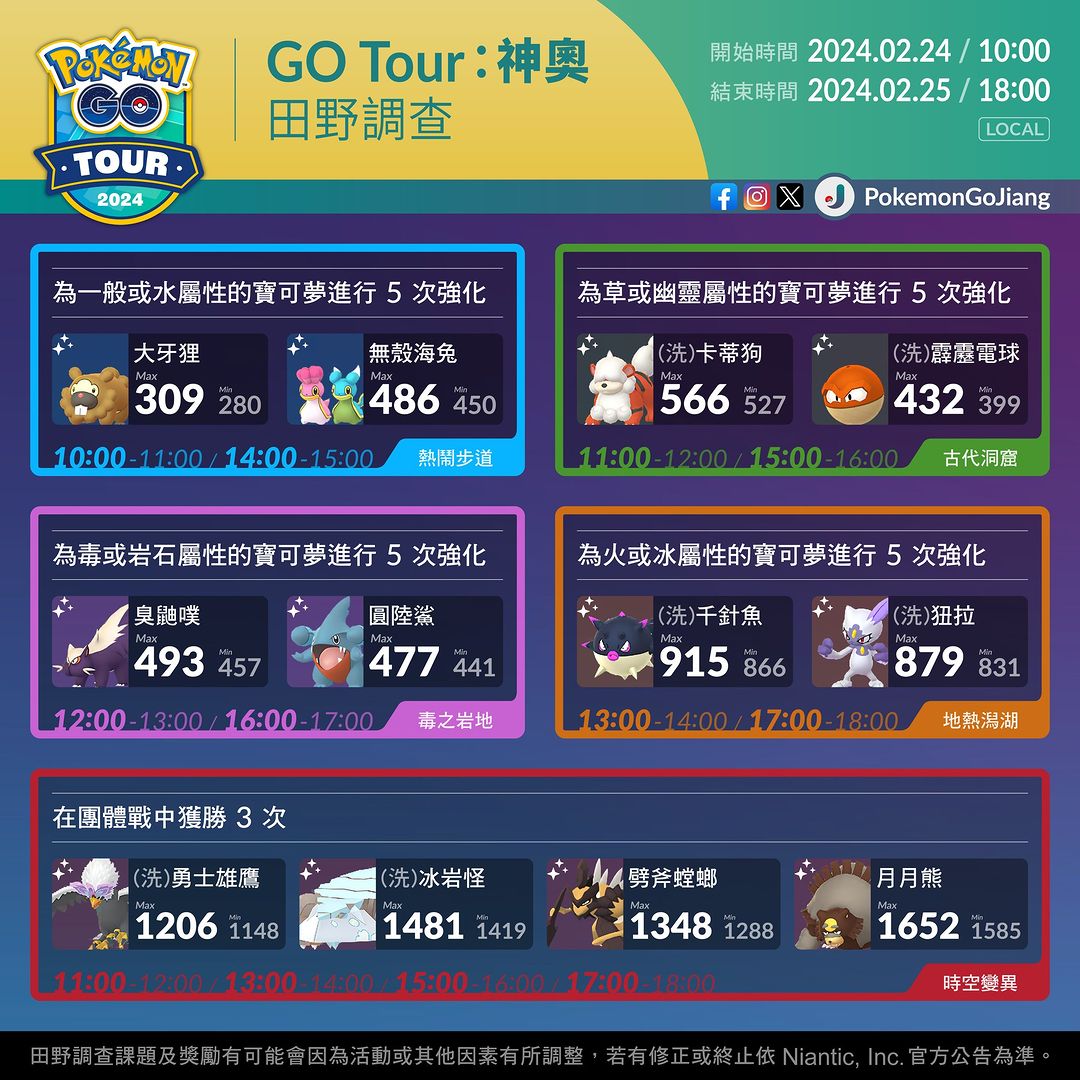 POKéMON
GO
TOUR
2024
GO Tour：神奧
田野調查
開始時間 2024.02.24 / 10:00
結束時間 2024.02.25 / 18:00
LOCAL
PokemonGoJiang
為一般或水屬性的寶可夢進行 5 次強化
大牙狸
Max Min
309 280
無殼海兔
Max Min
486 450
10:00-11:00 / 14:00-15:00
熱鬧步道
為草或幽靈屬性的寶可夢進行 5 次強化
(洗)卡蒂狗
Max Min
566 527
(洗)霹靂電球
Max Min
432 399
11:00-12:00 / 15:00-16:00
古代洞窟
為毒或岩石屬性的寶可夢進行 5 次強化
臭鼬噗
Max Min
493 457
圓陸鯊
Max Min
477 441
12:00-13:00 / 16:00-17:00
毒之岩地
為火或冰屬性的寶可夢進行 5 次強化
(洗)千針魚
Max Min
915 866
(洗)狃拉
Max Min
879 831
13:00-14:00 / 17:00-18:00
地熱潟湖
在團體戰中獲勝 3 次
(洗)勇士雄鷹
Max Min
1206 1148
(洗)冰岩怪
Max Min
1481 1419
劈斧螳螂
Max Min
1348 1288
月月熊
Max Min
1652 1585
11:00-12:00 / 13:00-14:00 / 15:00-16:00 / 17:00-18:00
時空變異
田野調查課題及獎勵有可能會因為活動或其他因素有所調整，若有修正或終止依 Niantic, Inc. 官方公告為準。